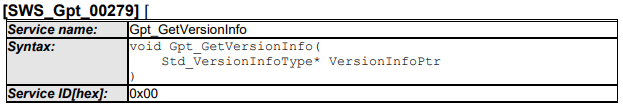 [SWS_Gpt_00279] ⌈
Service name: Gpt_GetVersionInfo
Syntax: void Gpt_GetVersionInfo(
Std_VersionInfoType* VersionInfoPtr
)
Service ID[hex]: 0x00